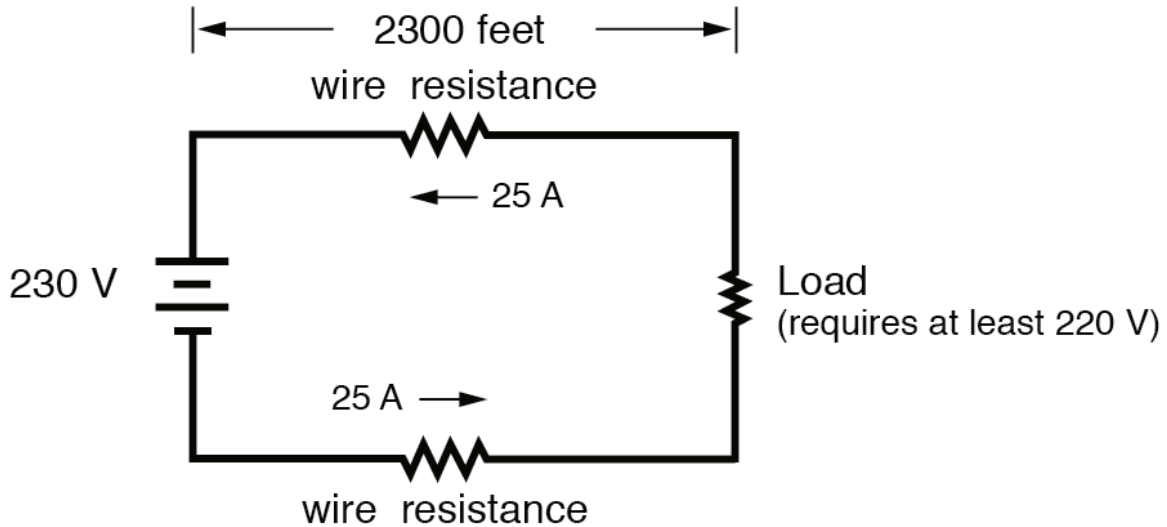 2300 feet
wire resistance
25 A
230 V
Load
(requires at least 220 V)
25 A
wire resistance